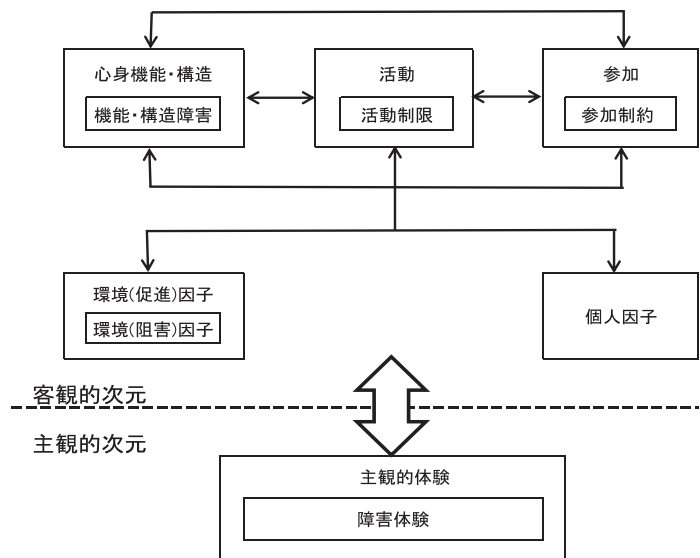 心身機能・構造
機能・構造障害
活動
活動制限
参加
参加制約
環境(促進)因子
環境(阻害)因子
個人因子
客観的次元
主観的次元
主観的体験
障害体験